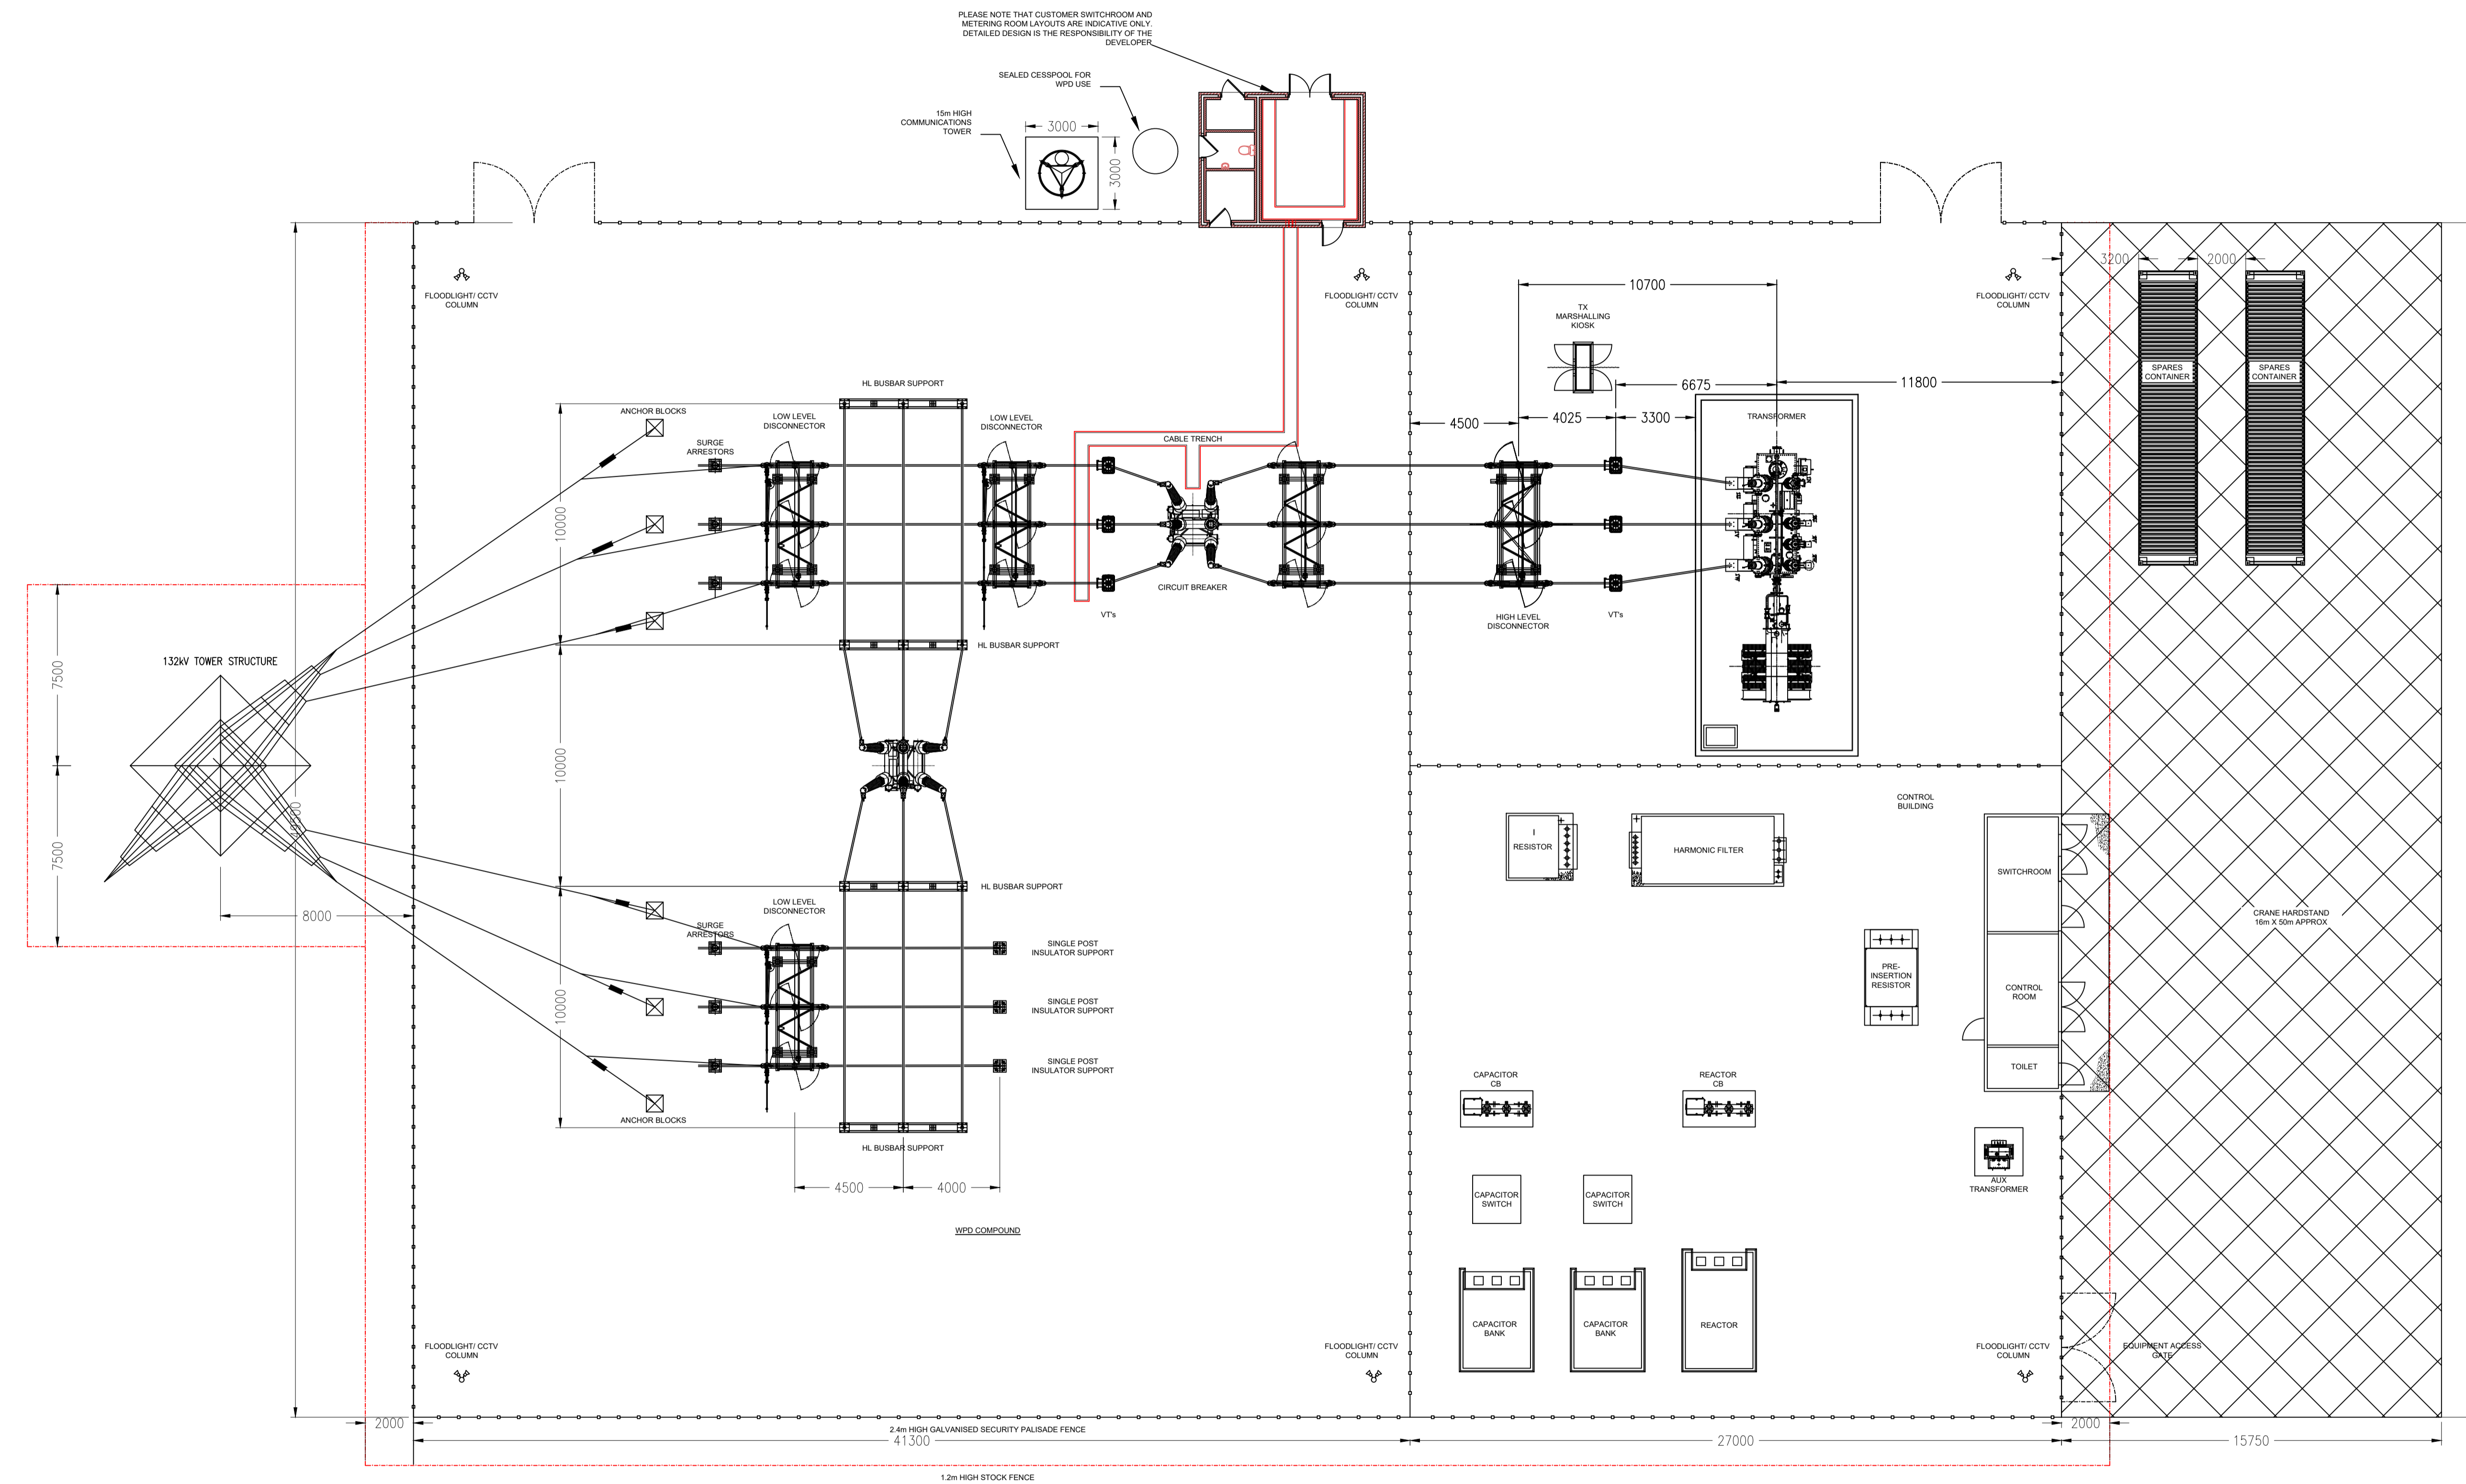 PLEASE NOTE THAT CUSTOMER SWITCHROOM AND
METERING ROOM LAYOUTS ARE INDICATIVE ONLY.
DETAILED DESIGN IS THE RESPONSIBILITY OF THE
DEVELOPER
SEALED CESSPOOL FOR
WPD USE
15m HIGH
COMMUNICATIONS
TOWER
3000
3000
FLOODLIGHT/ CCTV
COLUMN
FLOODLIGHT/ CCTV
COLUMN
FLOODLIGHT/ CCTV
COLUMN
3200
2000
10700
TX
MARSHALLING
KIOSK
6675
11800
4500
4025
3300
TRANSFORMER
SPARES
CONTAINER
SPARES
CONTAINER
HL BUSBAR SUPPORT
ANCHOR BLOCKS
LOW LEVEL
DISCONNECTOR
LOW LEVEL
DISCONNECTOR
SURGE
ARRESTORS
CABLE TRENCH
10000
CIRCUIT BREAKER
VT's
HIGH LEVEL
DISCONNECTOR
VT's
HL BUSBAR SUPPORT
132kV TOWER STRUCTURE
7500
7500
10000
8000
CONTROL
BUILDING
RESISTOR
HARMONIC FILTER
SWITCHROOM
HL BUSBAR SUPPORT
LOW LEVEL
DISCONNECTOR
SURGE
ARRESTORS
10000
SINGLE POST
INSULATOR SUPPORT
SINGLE POST
INSULATOR SUPPORT
SINGLE POST
INSULATOR SUPPORT
CRANE HARDSTAND
16m X 50m APPROX
PRE-
INSERTION
RESISTOR
CONTROL
ROOM
TOILET
ANCHOR BLOCKS
HL BUSBAR SUPPORT
4500
4000
CAPACITOR
CB
REACTOR
CB
AUX
TRANSFORMER
CAPACITOR
SWITCH
CAPACITOR
SWITCH
WPD COMPOUND
CAPACITOR
BANK
CAPACITOR
BANK
REACTOR
FLOODLIGHT/ CCTV
COLUMN
FLOODLIGHT/ CCTV
COLUMN
FLOODLIGHT/ CCTV
COLUMN
EQUIPMENT ACCESS
GATE
2000
2000
2.4m HIGH GALVANISED SECURITY PALISADE FENCE
41300
27000
15750
1.2m HIGH STOCK FENCE